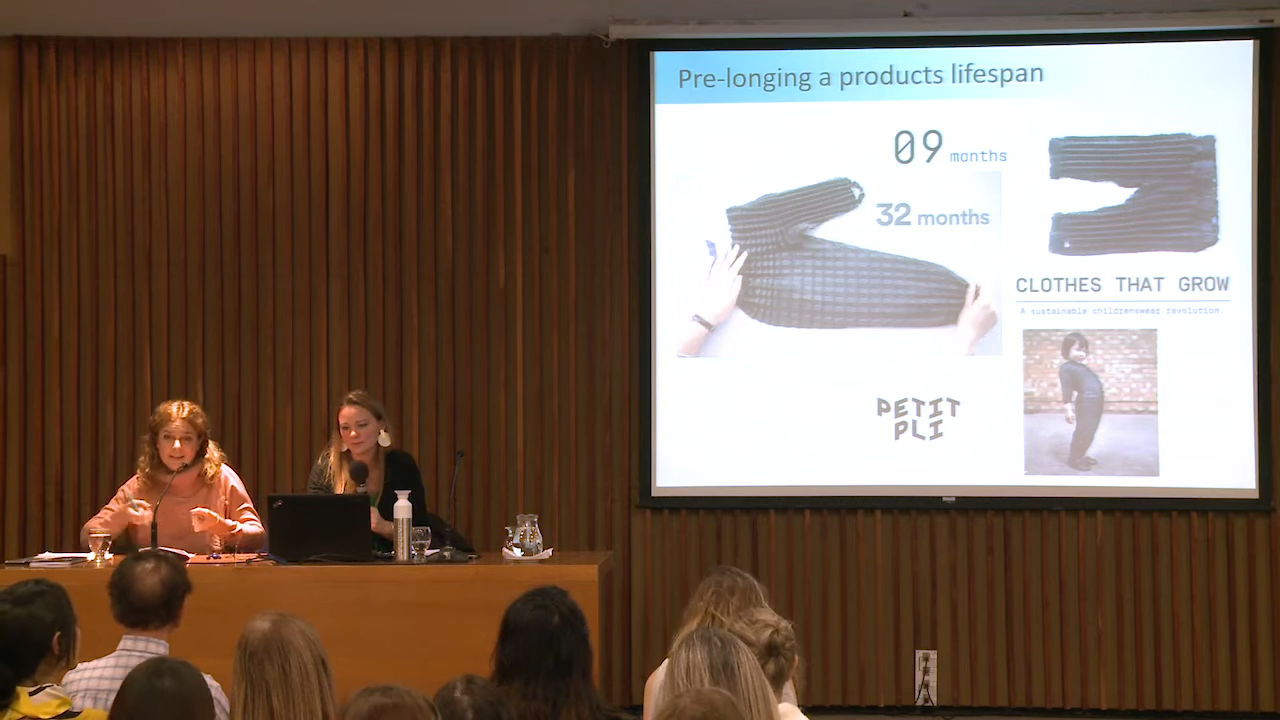 Pre-longing a products lifespan
09 months
32 months
CLOTHES THAT GROW
A sustainable childrenswear revolution.
PETIT
PLI